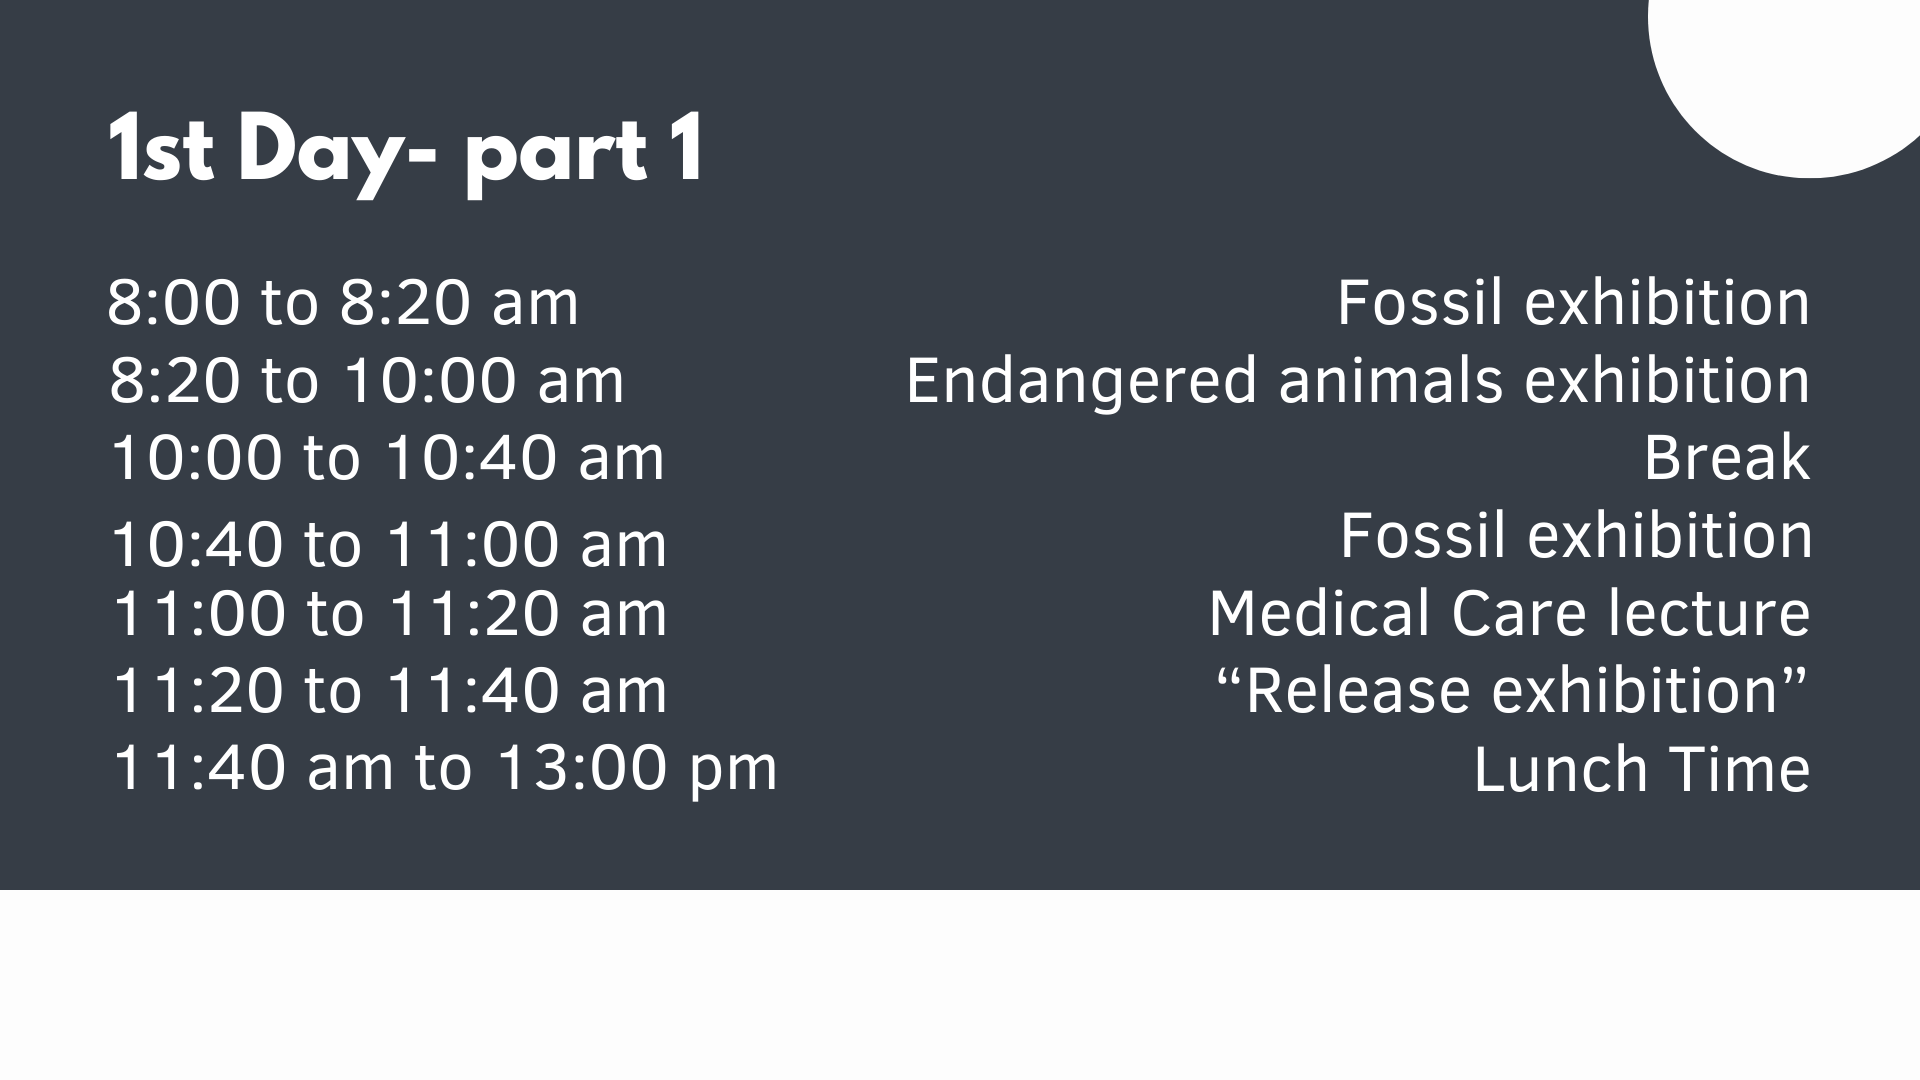 1st Day- part 1
8:00 to 8:20 am Fossil exhibition
8:20 to 10:00 am Endangered animals exhibition
10:00 to 10:40 am Break
10:40 to 11:00 am Fossil exhibition
11:00 to 11:20 am Medical Care lecture
11:20 to 11:40 am “Release exhibition”
11:40 am to 13:00 pm Lunch Time